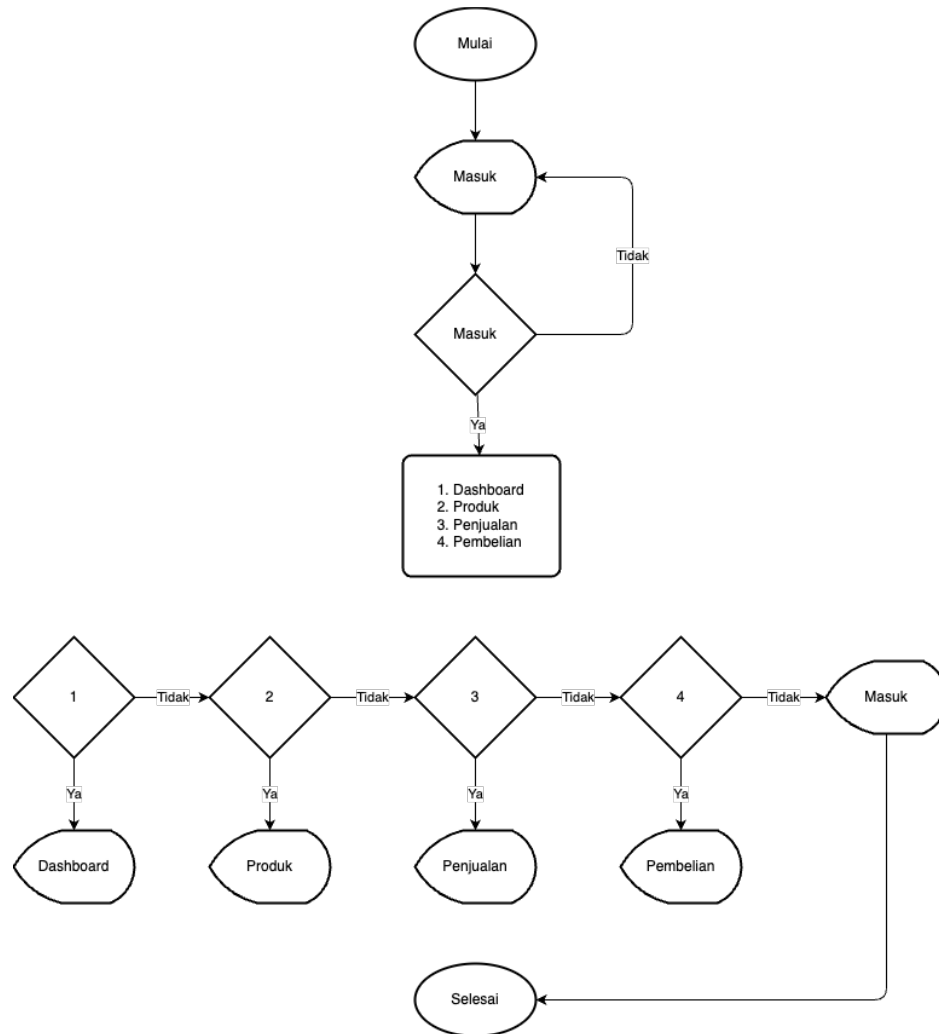 Mulai
Masuk
Tidak
Masuk
Ya
1. Dashboard
2. Produk
3. Penjualan
4. Pembelian
1
Tidak
2
Tidak
3
Tidak
4
Tidak
Masuk
Ya
Ya
Ya
Ya
Dashboard
Produk
Penjualan
Pembelian
Selesai